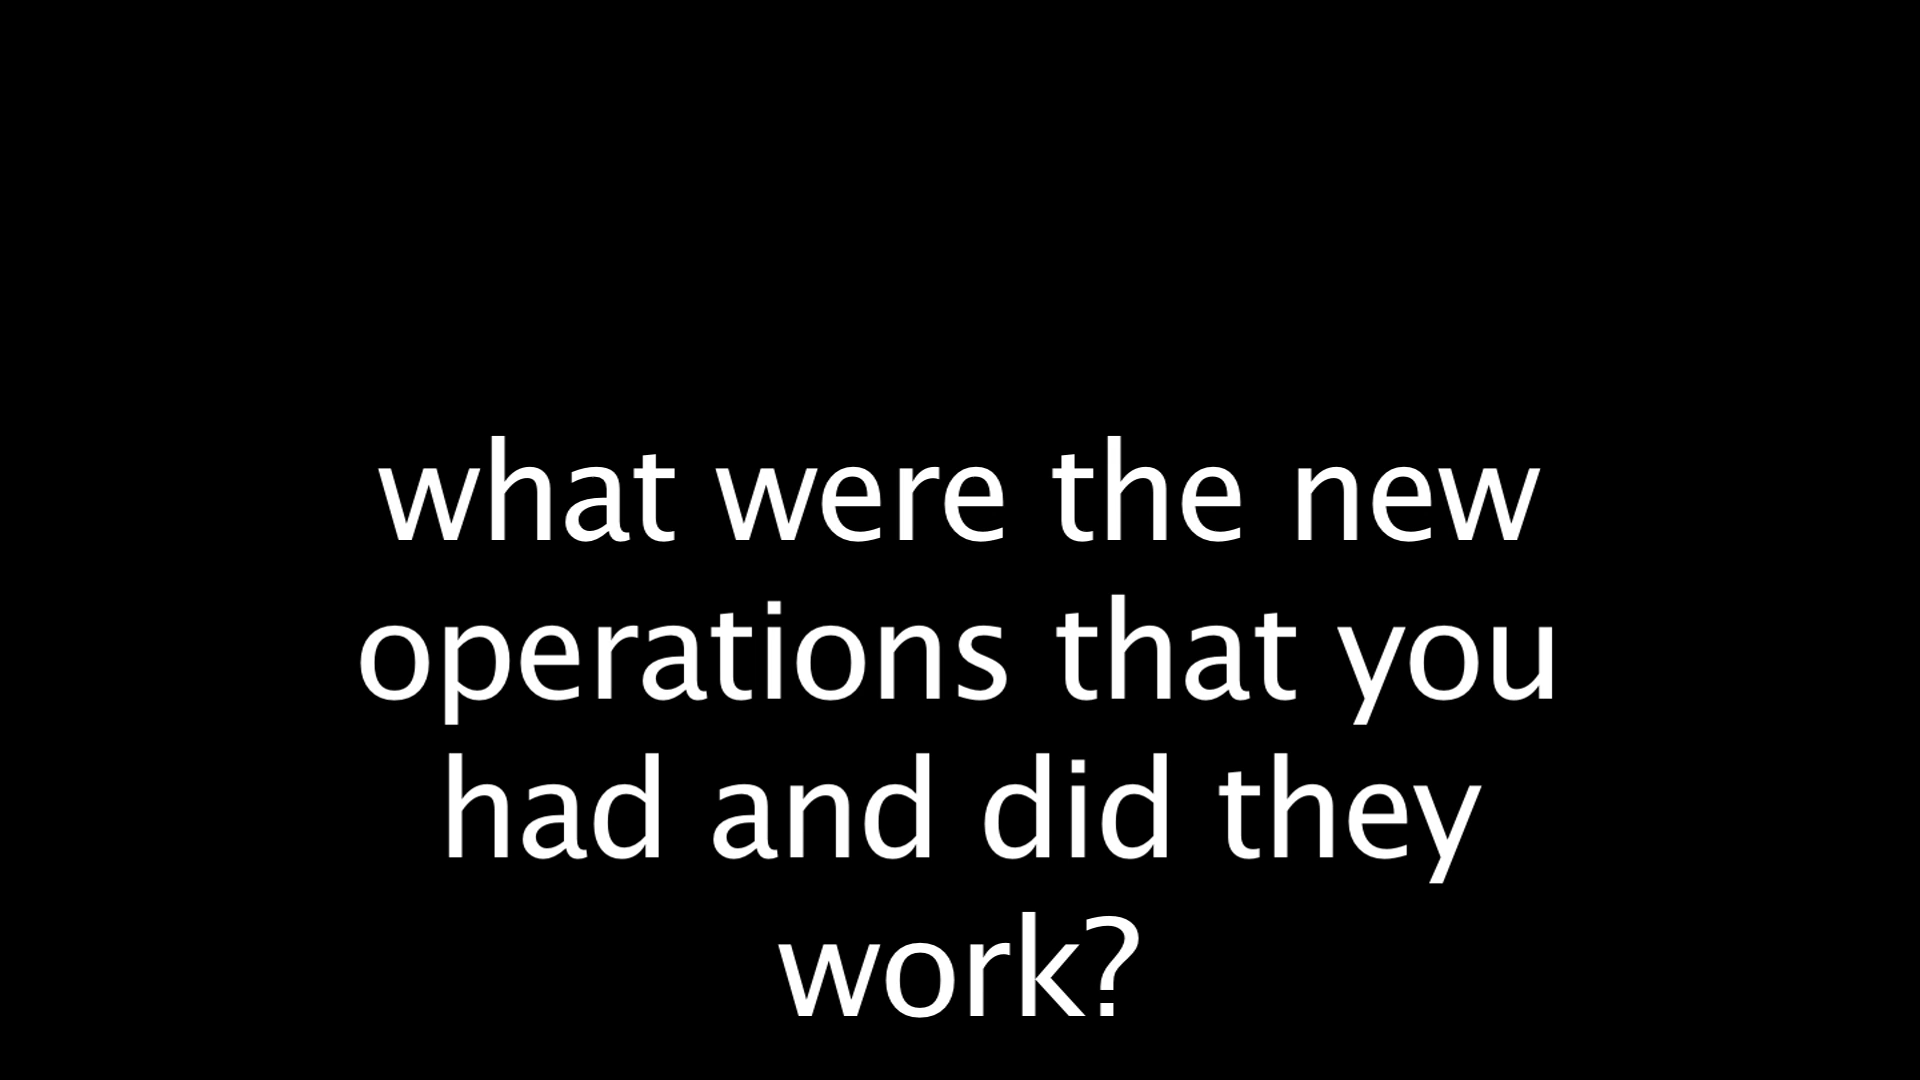 what were the new
operations that you
had and did they
work?